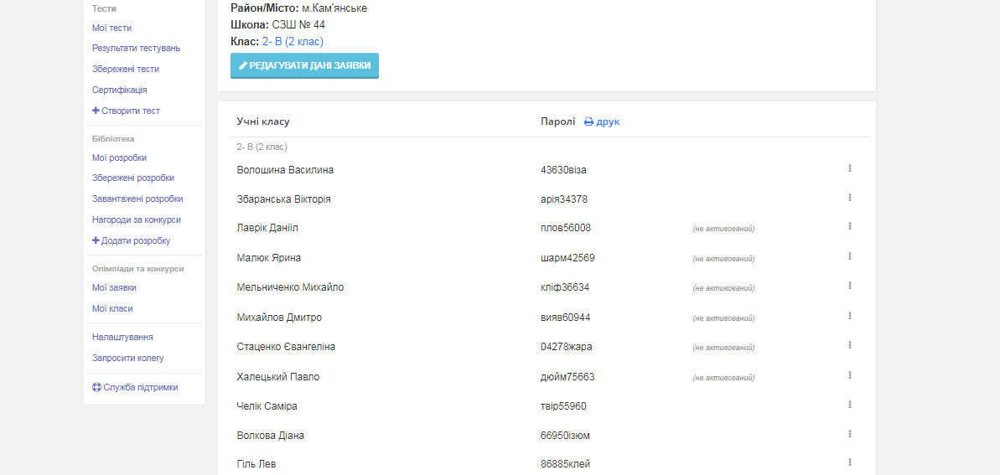 Тести
Мої тести
Результати тестувань
Збережені тести
Сертифікація
Створити тест
Бібліотека
Мої розробки
Збережені розробки
Завантажені розробки
Нагороди за конкурси
Додати розробку
Олімпіади та конкурси
Мої заявки
Мої класи
Налаштування
Запросити колегу
Служба підтримки
Район/Місто: м.Кам'янське
Школа: СЗШ № 44
Клас: 2- В (2 клас)
РЕДАГУВАТИ ДАНІ ЗАЯВКИ
Учні класу Паролі друк
2- В (2 клас)
Волошина Василина 43630віза
Збаранська Вікторія арія34378
Лаврік Данііл плов56008 (не активований)
Малюк Ярина шарм42569 (не активований)
Мельниченко Михайло кліф36634 (не активований)
Михайлов Дмитро вияв60944 (не активований)
Стаценко Євангеліна 04278жара (не активований)
Халецький Павло дюйм75663 (не активований)
Челік Саміра твір55960
Волкова Діана 66950ізюм
Гіль Лев 86885клей